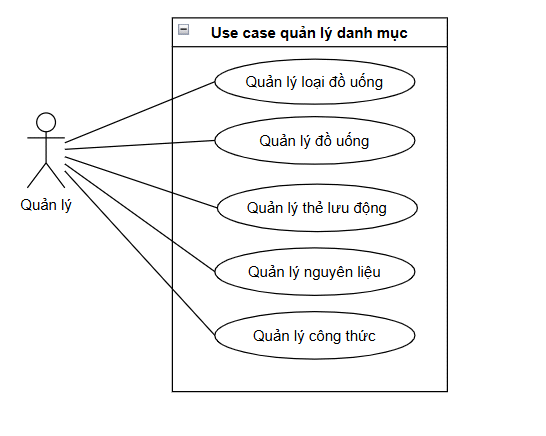 Use case quản lý danh mục
Quản lý loại đồ uống
Quản lý đồ uống
Quản lý thẻ lưu động
Quản lý nguyên liệu
Quản lý công thức
Quản lý